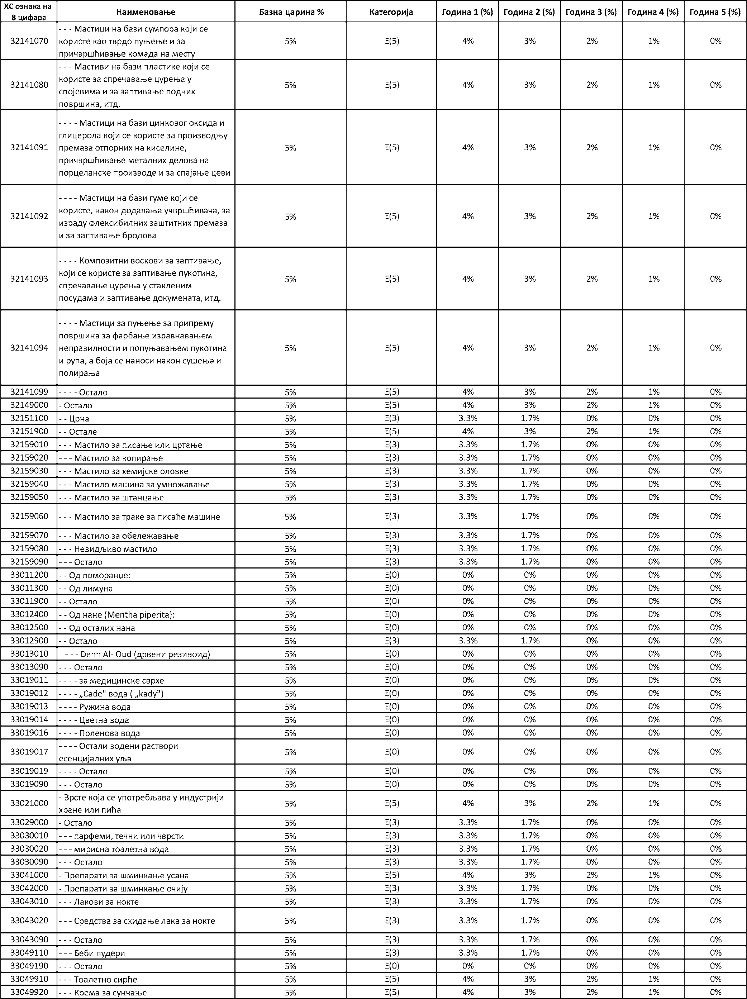 ХС ознака на 8 цифара Наименовање Базна царина % Категорија Година 1 (%) Година 2 (%) Година 3 (%) Година 4 (%) Година 5 (%)
32141070 - - - Мастици на бази сумпора који се
користе као тврдо пуњење и за
причвршћивање комада на месту 5% E(5) 4% 3% 2% 1% 0%
32141080 - - - Мастиви на бази пластике који се
користе за спречавање цурења у
спојевима и за заптивање подних
површина, итд. 5% E(5) 4% 3% 2% 1% 0%
32141091 - - - - Мастици на бази цинковог оксида и
глицерола који се користе за производњу
премаза отпорних на киселине,
причвршћивање металних делова на
порцеланске производе и за спајање цеви 5% E(5) 4% 3% 2% 1% 0%
32141092 - - - - Мастици на бази гуме који се
користе, након додавања учвршћивача, за
израду флексибилних заштитних премаза
и за заптивање бродова 5% E(5) 4% 3% 2% 1% 0%
32141093 - - - - Композитни воскови за заптивање,
који се користе за заптивање пукотина,
спречавање цурења у стакленим
посудама и заптивање докумената, итд. 5% E(5) 4% 3% 2% 1% 0%
32141094 - - - - Мастици за пуњење за припрему
површина за фарбање изравнавањем
неправилности и попуњавањем пукотина
и рупа, а боја се наноси након сушења и
полирања 5% E(5) 4% 3% 2% 1% 0%
32141099 - - - - Остало 5% E(5) 4% 3% 2% 1% 0%
32149000 - Остало 5% E(5) 4% 3% 2% 1% 0%
32151100 - - Црна 5% E(3) 3.3% 1.7% 0% 0% 0%
32151900 - - Остале 5% E(5) 4% 3% 2% 1% 0%
32159010 - - - Мастило за писање или цртање 5% E(3) 3.3% 1.7% 0% 0% 0%
32159020 - - - Мастило за копирање 5% E(3) 3.3% 1.7% 0% 0% 0%
32159030 - - - Мастило за хемијске оловке 5% E(3) 3.3% 1.7% 0% 0% 0%
32159040 - - - Мастило машина за умножавање 5% E(3) 3.3% 1.7% 0% 0% 0%
32159050 - - - Мастило за штанцање 5% E(3) 3.3% 1.7% 0% 0% 0%
32159060 - - - Мастило за траке за писаће машине 5% E(3) 3.3% 1.7% 0% 0% 0%
32159070 - - - Мастило за обележавање 5% E(3) 3.3% 1.7% 0% 0% 0%
32159080 - - - Невидљиво мастило 5% E(3) 3.3% 1.7% 0% 0% 0%
32159090 - - - Остало 5% E(3) 3.3% 1.7% 0% 0% 0%
33011200 - - Од поморанџе: 5% E(0) 0% 0% 0% 0% 0%
33011300 - - Од лимуна 5% E(0) 0% 0% 0% 0% 0%
33011900 - - Остало 5% E(0) 0% 0% 0% 0% 0%
33012400 - - Од нане (Mentha piperita): 5% E(0) 0% 0% 0% 0% 0%
33012500 - - Од осталих нана 5% E(0) 0% 0% 0% 0% 0%
33012900 - - Остало 5% E(3) 3.3% 1.7% 0% 0% 0%
33013010 - - - Dehn Al- Oud (дрвени резиноид) 5% E(0) 0% 0% 0% 0% 0%
33013090 - - - Остало 5% E(0) 0% 0% 0% 0% 0%
33019011 - - - - за медицинске сврхе 5% E(0) 0% 0% 0% 0% 0%
33019012 - - - - „Cade" вода ( „kady") 5% E(0) 0% 0% 0% 0% 0%
33019013 - - - - Ружина вода 5% E(0) 0% 0% 0% 0% 0%
33019014 - - - - Цветна вода 5% E(0) 0% 0% 0% 0% 0%
33019016 - - - - Поленова вода 5% E(0) 0% 0% 0% 0% 0%
33019017 - - - - Остали водени раствори
есенцијалних уља 5% E(0) 0% 0% 0% 0% 0%
33019019 - - - - Остало 5% E(0) 0% 0% 0% 0% 0%
33019090 - - - Остало 5% E(0) 0% 0% 0% 0% 0%
33021000 - Врсте која се употребљава у индустрији
хране или пића 5% E(5) 4% 3% 2% 1% 0%
33029000 - Остало 5% E(3) 3.3% 1.7% 0% 0% 0%
33030010 - - - парфеми, течни или чврсти 5% E(3) 3.3% 1.7% 0% 0% 0%
33030020 - - - мирисна тоалетна вода 5% E(3) 3.3% 1.7% 0% 0% 0%
33030090 - - - Остало 5% E(3) 3.3% 1.7% 0% 0% 0%
33041000 - Препарати за шминкање усана 5% E(5) 4% 3% 2% 1% 0%
33042000 - Препарати за шминкање очију 5% E(3) 3.3% 1.7% 0% 0% 0%
33043010 - - - Лакови за нокте 5% E(3) 3.3% 1.7% 0% 0% 0%
33043020 - - - Средства за скидање лака за нокте 5% E(3) 3.3% 1.7% 0% 0% 0%
33043090 - - - Остало 5% E(3) 3.3% 1.7% 0% 0% 0%
33049110 - - - Беби пудери 5% E(3) 3.3% 1.7% 0% 0% 0%
33049190 - - - Остало 5% E(0) 0% 0% 0% 0% 0%
33049910 - - - Тоалетно сирће 5% E(5) 4% 3% 2% 1% 0%
33049920 - - - Крема за сунчање 5% E(5) 4% 3% 2% 1% 0%